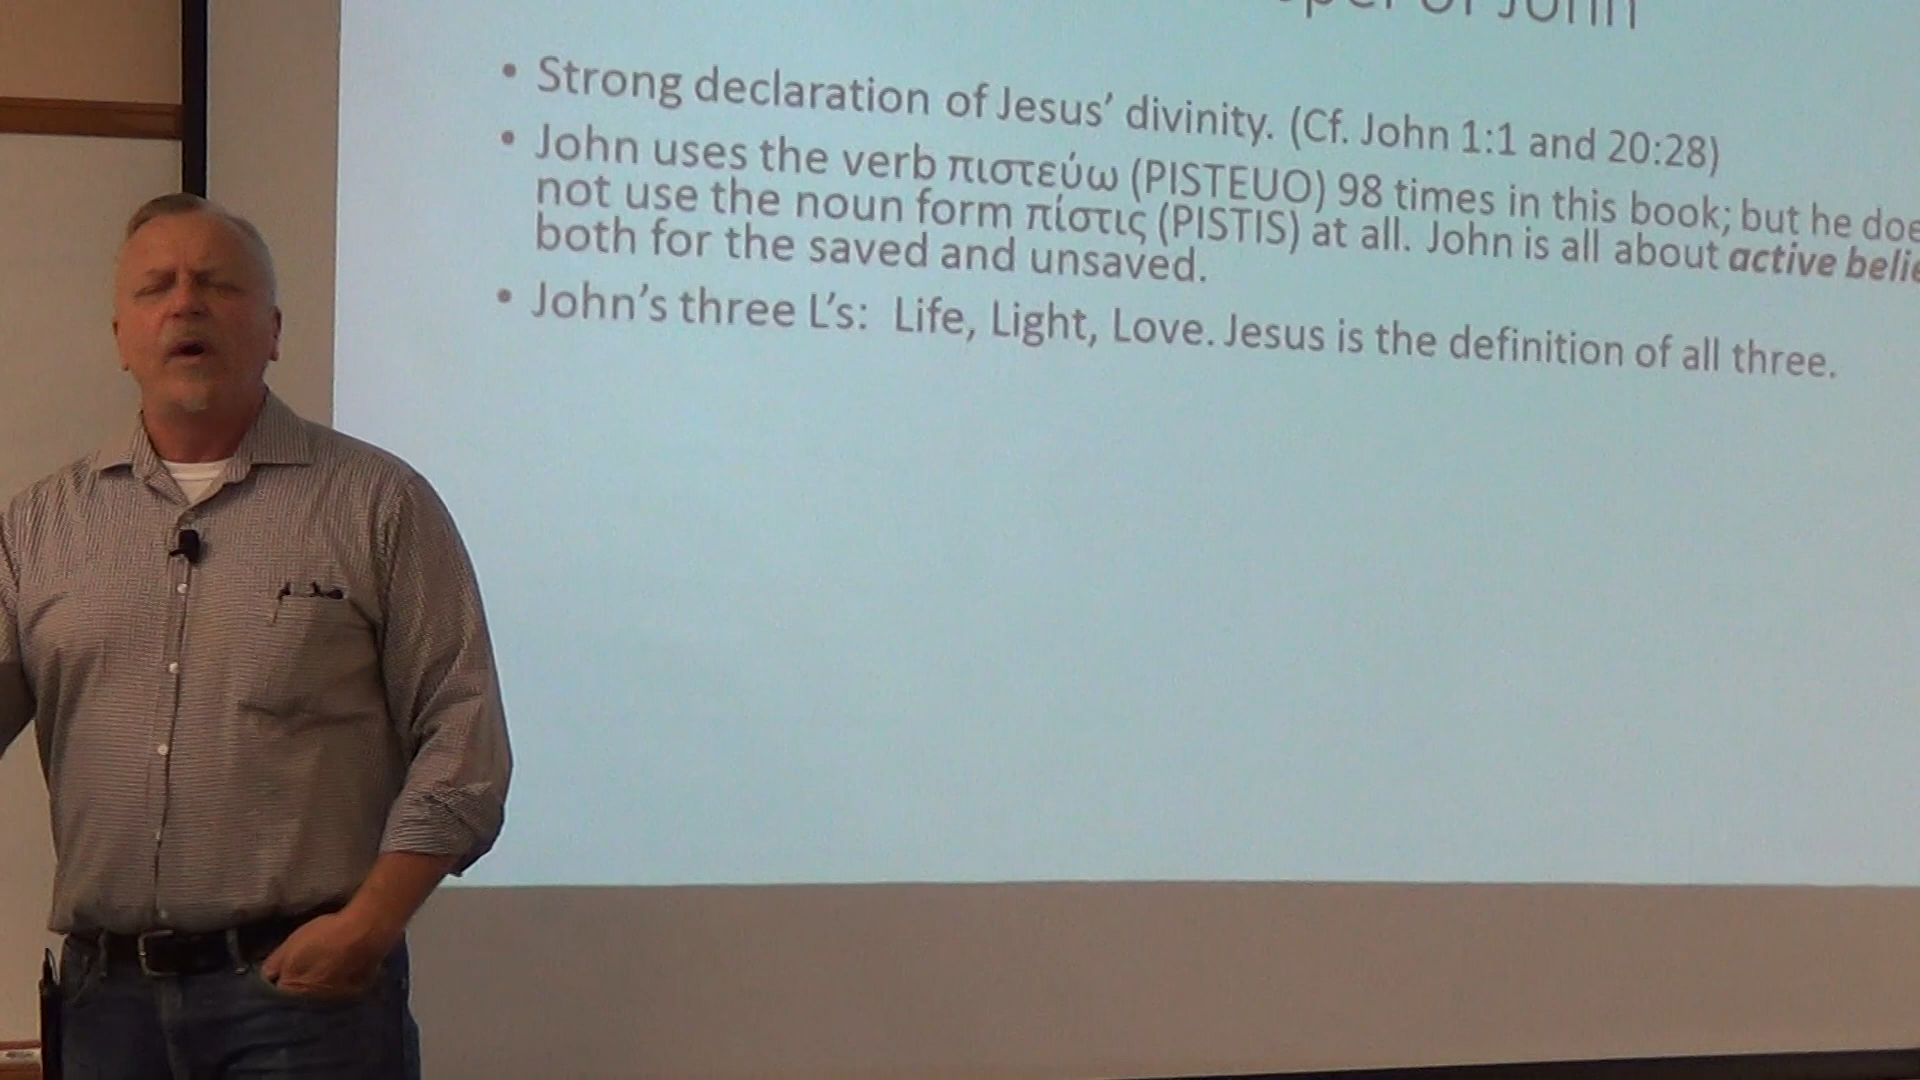 of John
• Strong declaration of Jesus’ divinity. (Cf. John 1:1 and 20:28)
• John uses the verb πιστεύω (PISTEUO) 98 times in this book; but he
not use the noun form πίστις (PISTIS) at all. John is all about active
both for the saved and unsaved.
• John’s three L’s: Life, Light, Love. Jesus is the definition of all three.